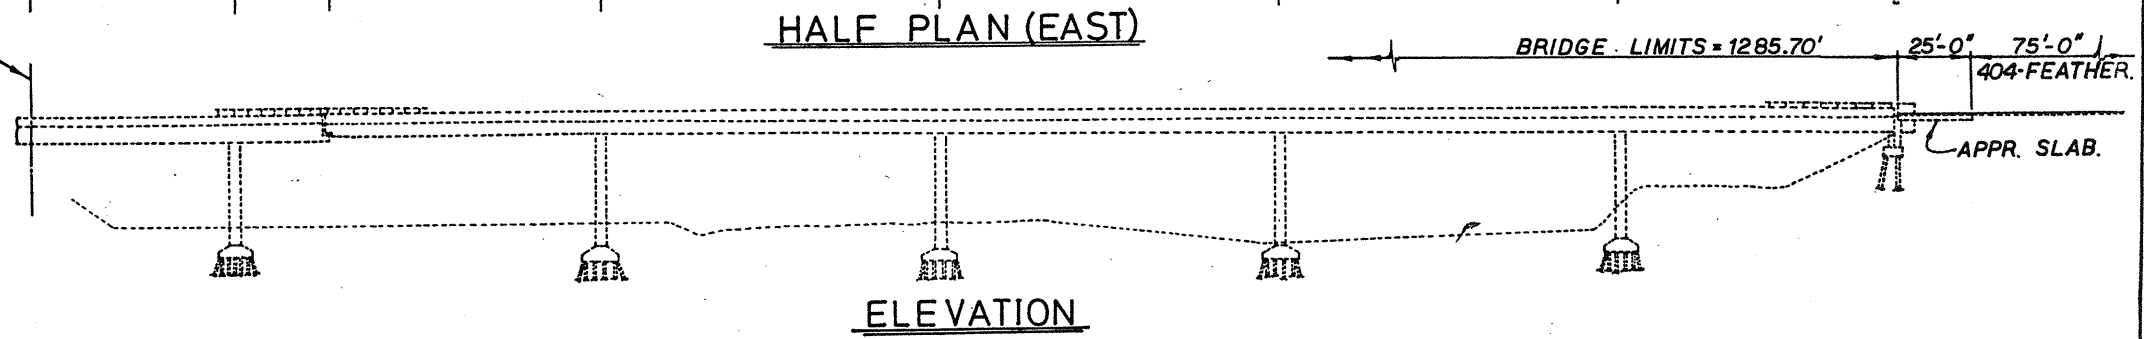 HALF PLAN (EAST)
BRIDGE LIMITS = 1285.70' 25'-0" 75'-0"
404-FEATHER.
APPR. SLAB.
ELEVATION